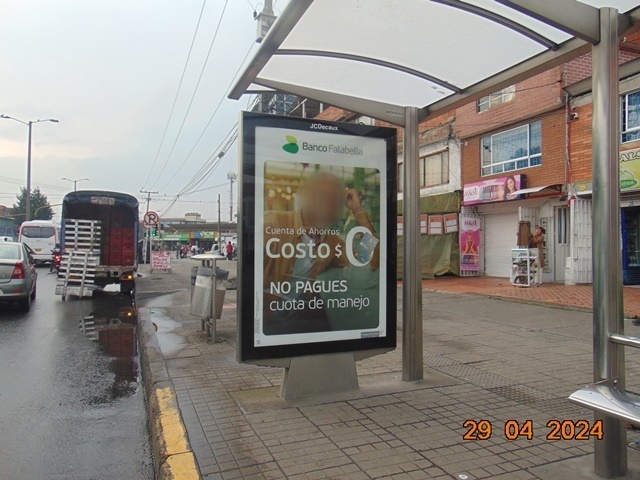 JCDecaux
Banco Falabella
Cuenta de Ahorros
Costo $0
NO PAGUES
cuota de manejo
29 04 2024